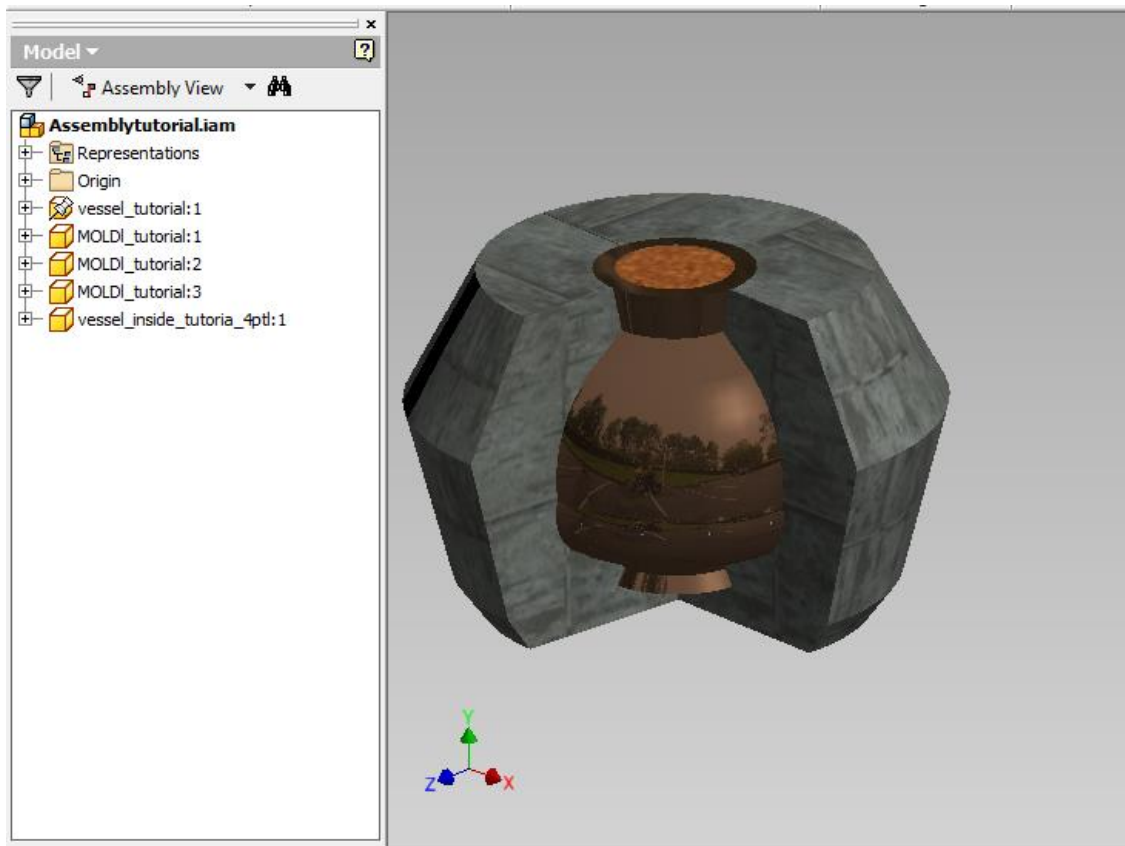 Model
Assembly View
Assemblytutorial.iam
Representations
Origin
vessel_tutorial:1
MOLDl_tutorial:1
MOLDl_tutorial:2
MOLDl_tutorial:3
vessel_inside_tutoria_4ptl:1
Y
Z
X